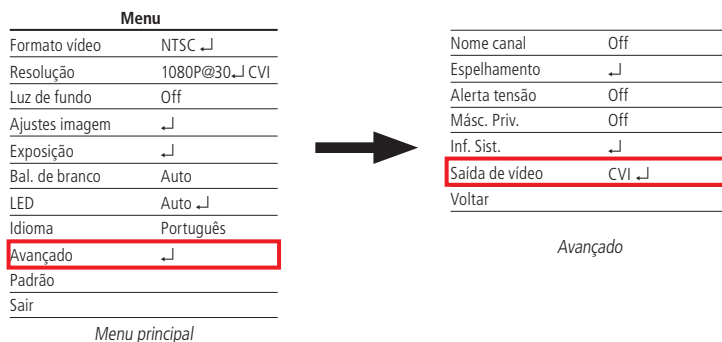 Menu
Formato vídeo NTSC ↵
Resolução 1080P@30↵ CVI
Luz de fundo Off
Ajustes imagem ↵
Exposição ↵
Bal. de branco Auto
LED Auto ↵
Idioma Português
Avançado ↵
Padrão
Sair
Menu principal
Nome canal Off
Espelhamento ↵
Alerta tensão Off
Másc. Priv. Off
Inf. Sist. ↵
Saída de vídeo CVI ↵
Voltar
Avançado